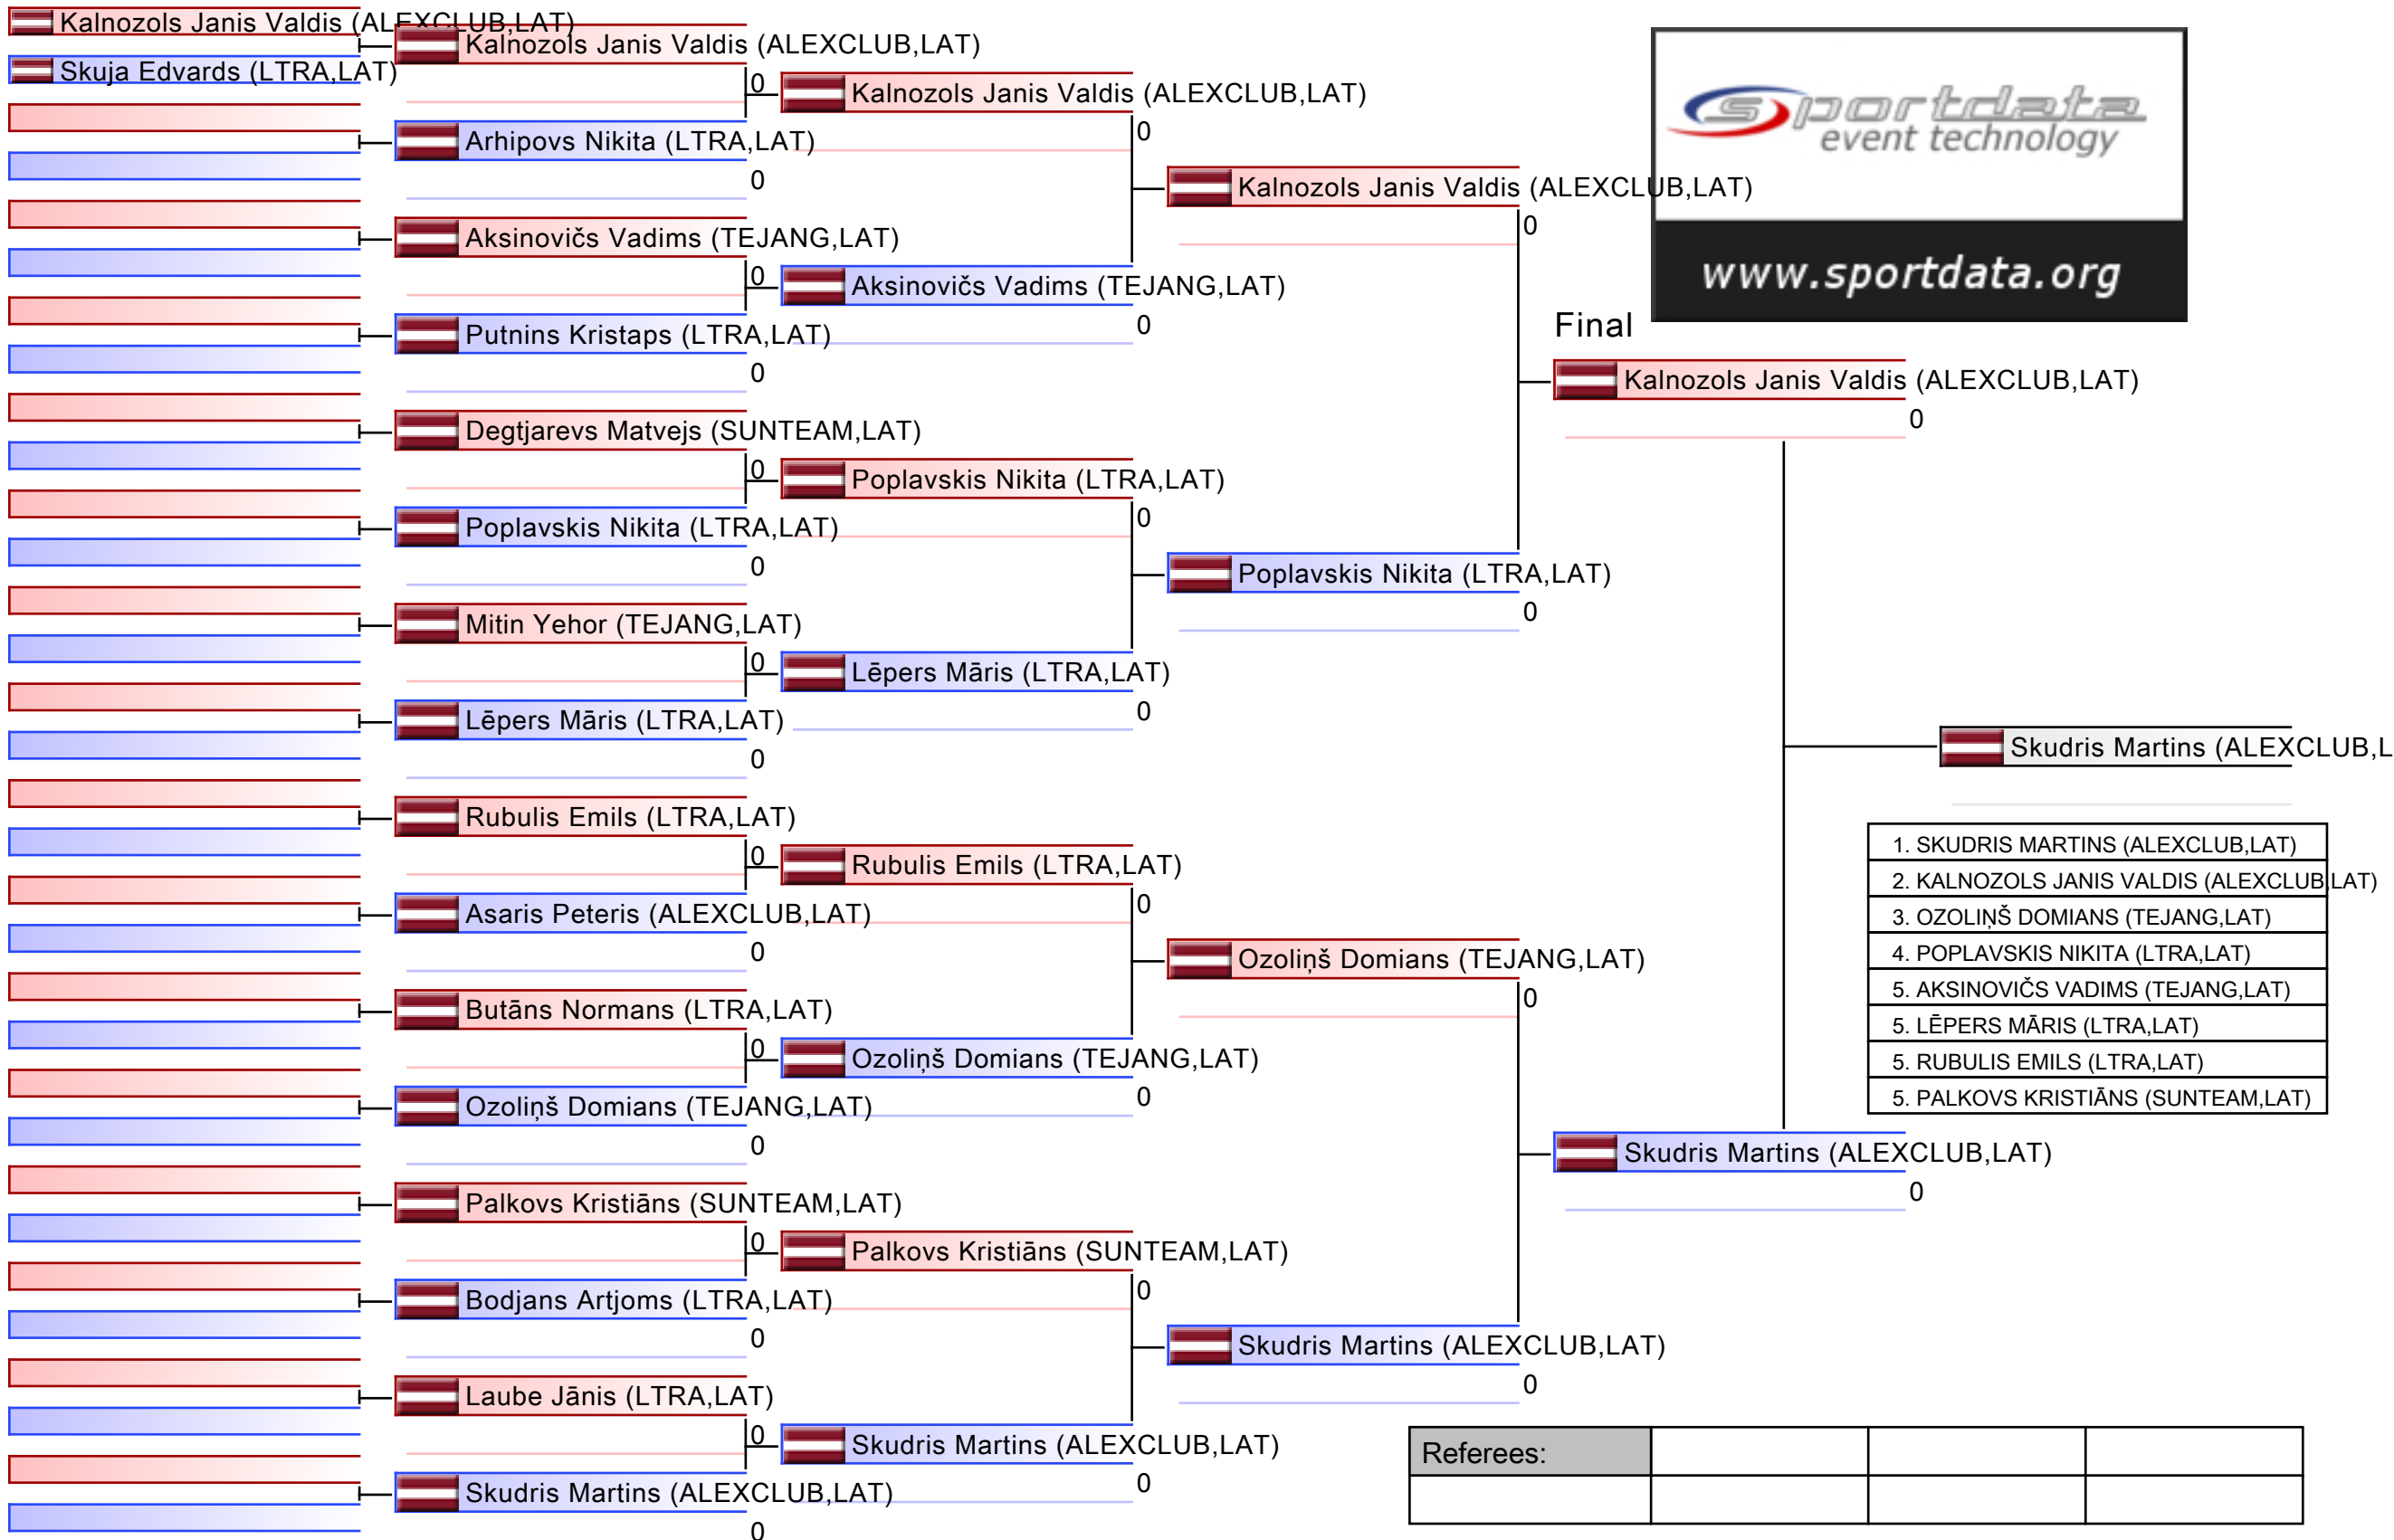 Kalnozols Janis Valdis (ALEXCLUB,LAT)
Skuja Edvards (LTRA,LAT)
Kalnozols Janis Valdis (ALEXCLUB,LAT)
0
Arhipovs Nikita (LTRA,LAT)
0
Aksinovičs Vadims (TEJANG,LAT)
0
Putnins Kristaps (LTRA,LAT)
0
Degtjarevs Matvejs (SUNTEAM,LAT)
0
Poplavskis Nikita (LTRA,LAT)
0
Mitin Yehor (TEJANG,LAT)
0
Lēpers Māris (LTRA,LAT)
0
Rubulis Emils (LTRA,LAT)
0
Asaris Peteris (ALEXCLUB,LAT)
0
Butāns Normans (LTRA,LAT)
0
Ozoliņš Domians (TEJANG,LAT)
0
Palkovs Kristiāns (SUNTEAM,LAT)
0
Bodjans Artjoms (LTRA,LAT)
0
Laube Jānis (LTRA,LAT)
0
Skudris Martins (ALEXCLUB,LAT)
0
Kalnozols Janis Valdis (ALEXCLUB,LAT)
0
Aksinovičs Vadims (TEJANG,LAT)
0
Poplavskis Nikita (LTRA,LAT)
0
Lēpers Māris (LTRA,LAT)
0
Rubulis Emils (LTRA,LAT)
0
Ozoliņš Domians (TEJANG,LAT)
0
Palkovs Kristiāns (SUNTEAM,LAT)
0
Skudris Martins (ALEXCLUB,LAT)
0
Kalnozols Janis Valdis (ALEXCLUB,LAT)
0
Poplavskis Nikita (LTRA,LAT)
0
Ozoliņš Domians (TEJANG,LAT)
0
Skudris Martins (ALEXCLUB,LAT)
0
sportdata
event technology
www.sportdata.org
Final
Kalnozols Janis Valdis (ALEXCLUB,LAT)
0
Skudris Martins (ALEXCLUB,LAT)
0
Skudris Martins (ALEXCLUB,L
1. SKUDRIS MARTINS (ALEXCLUB,LAT)
2. KALNOZOLS JANIS VALDIS (ALEXCLUB,LAT)
3. OZOLIŅŠ DOMIANS (TEJANG,LAT)
4. POPLAVSKIS NIKITA (LTRA,LAT)
5. AKSINOVIČS VADIMS (TEJANG,LAT)
5. LĒPERS MĀRIS (LTRA,LAT)
5. RUBULIS EMILS (LTRA,LAT)
5. PALKOVS KRISTIĀNS (SUNTEAM,LAT)
Referees: